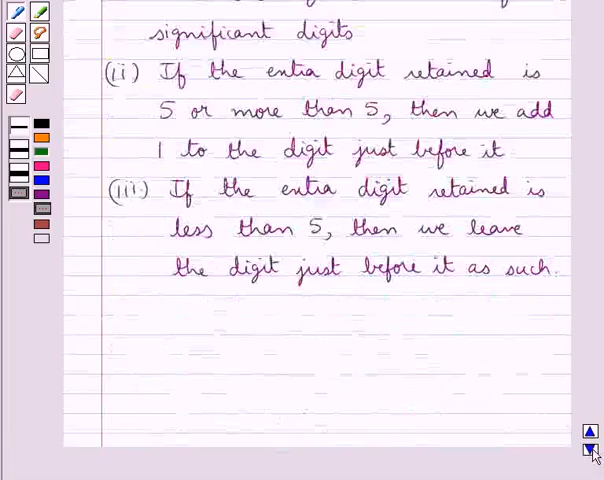 significant digits
(ii) If the extra digit retained is
5 or more than 5, then we add
1 to the digit just before it
(iii) If the extra digit retained is
less than 5, then we leave
the digit just before it as such.